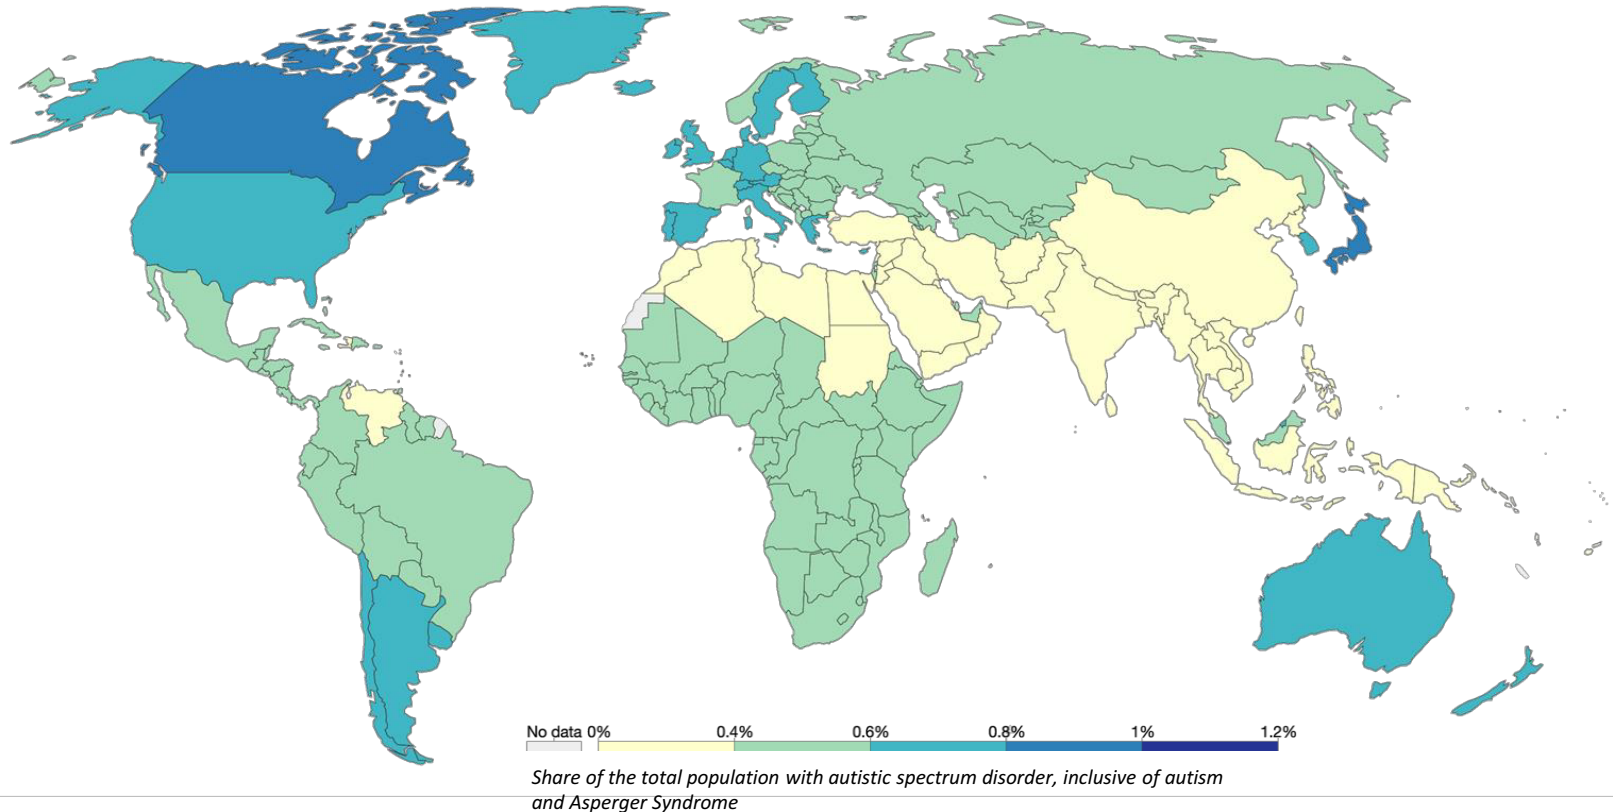 No data 0% 0.4% 0.6% 0.8% 1% 1.2%
Share of the total population with autistic spectrum disorder, inclusive of autism
and Asperger Syndrome